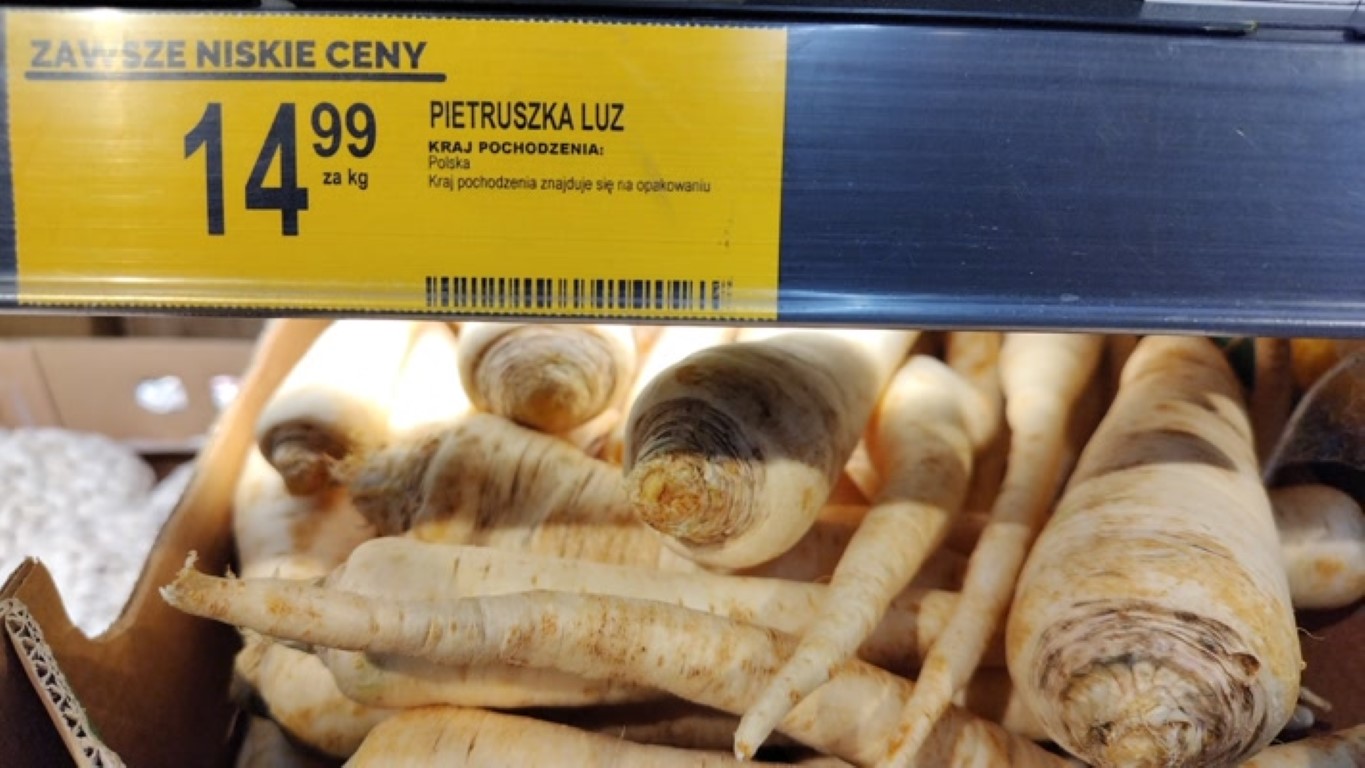 ZAWSZE NISKIE CENY
14 99
za kg
PIETRUSZKA LUZ
KRAJ POCHODZENIA:
Polska
Kraj pochodzenia znajduje się na opakowaniu